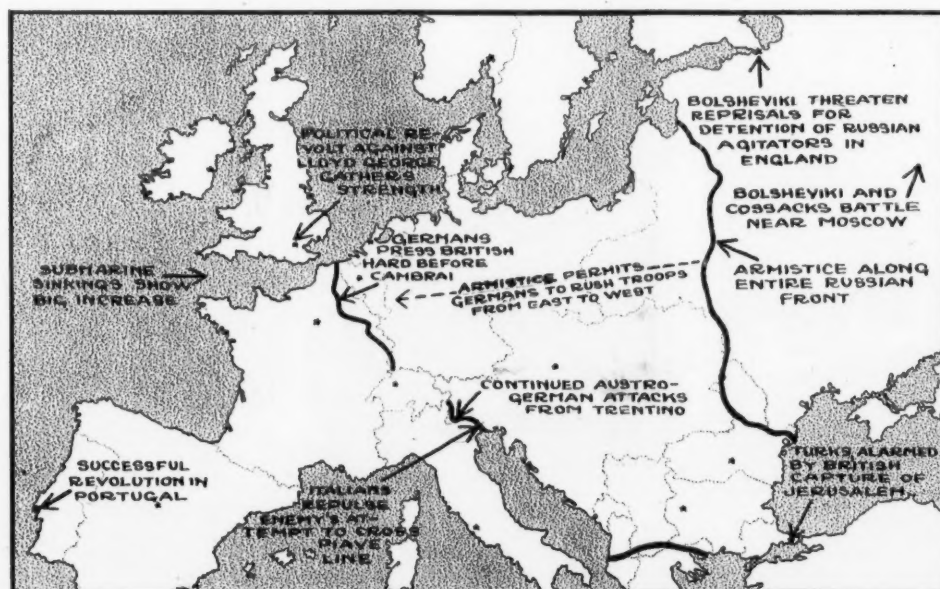 POLITICAL RE-
VOLT AGAINST
LLOYD GEORGE
GATHERS
STRENGTH
BOLSHEVIKI THREATEN
REPRISALS FOR
DETENTION OF RUSSIAN
AGITATORS IN
ENGLAND
BOLSHEVIKI AND
COSSACKS BATTLE
NEAR MOSCOW
GERMANS
PRESS BRITISH
HARD BEFORE
CAMBRAI
SUBMARINE
SINKINGS SHOW
BIG INCREASE
ARMISTICE PERMITS
GERMANS TO RUSH TROOPS
FROM EAST TO WEST
ARMISTICE ALONG
ENTIRE RUSSIAN
FRONT
CONTINUED AUSTRO-
GERMAN ATTACKS
FROM TRENTINO
SUCCESSFUL
REVOLUTION IN
PORTUGAL
ITALIANS
REPULSE
ENEMY'S AT-
TEMPT TO CROSS
PIAVE
LINE
TURKS ALARMED
BY BRITISH
CAPTURE OF
JERUSALEM